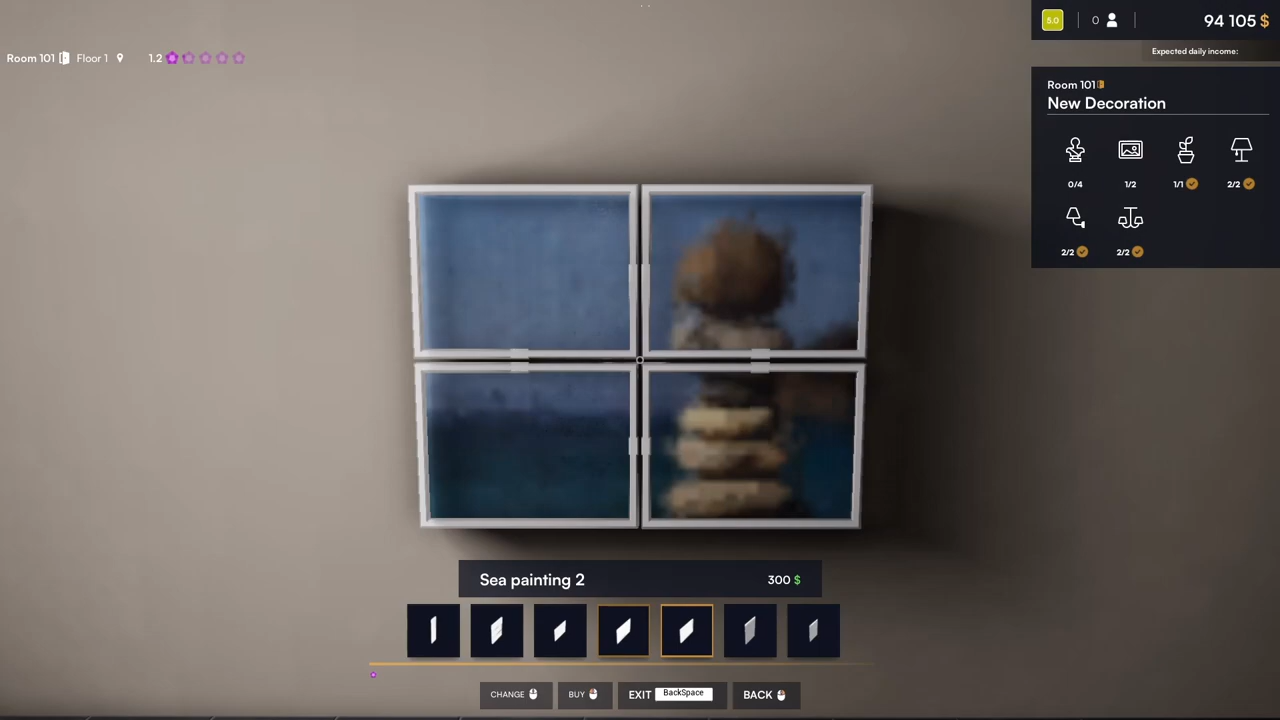 5.0
0
94 105 $
Expected daily income:
Room 101 Floor 1 1.2
Room 101
New Decoration
0/4 1/2 1/1 2/2
2/2 2/2
Sea painting 2 300 $
CHANGE BUY EXIT BackSpace BACK